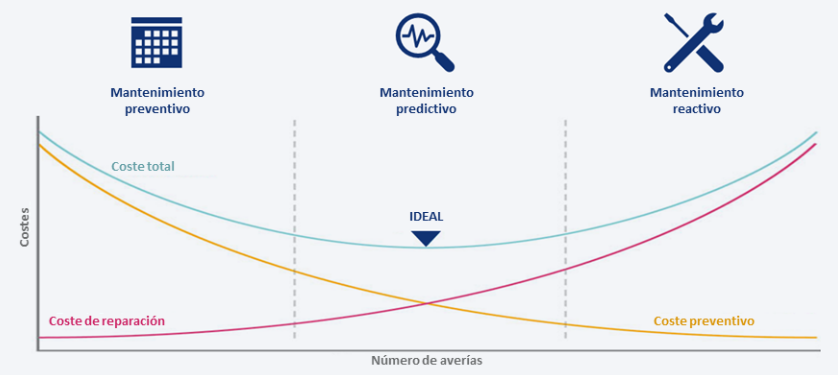 Mantenimiento
preventivo
Mantenimiento
predictivo
Mantenimiento
reactivo
Coste total
IDEAL
Costes
Coste de reparación
Coste preventivo
Número de averías